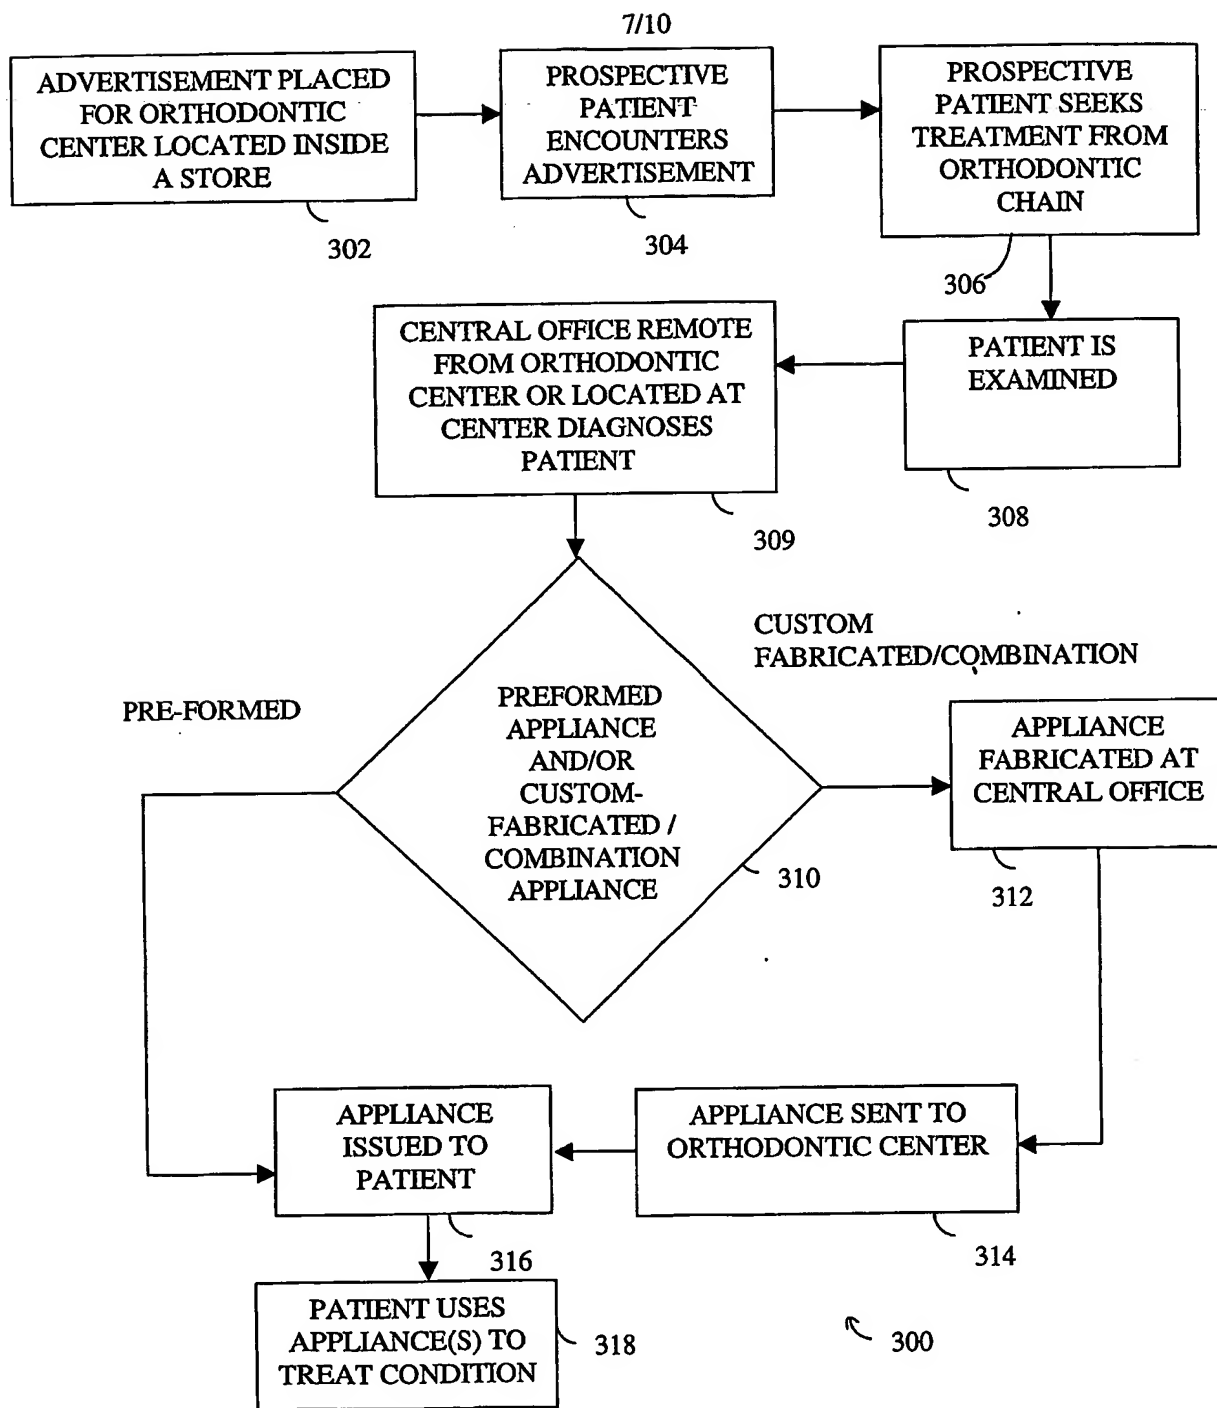 7/10
ADVERTISEMENT PLACED
FOR ORTHODONTIC
CENTER LOCATED INSIDE
A STORE
302
PROSPECTIVE
PATIENT
ENCOUNTERS
ADVERTISEMENT
304
PROSPECTIVE
PATIENT SEEKS
TREATMENT FROM
ORTHODONTIC
CHAIN
306
PATIENT IS
EXAMINED
308
CENTRAL OFFICE REMOTE
FROM ORTHODONTIC
CENTER OR LOCATED AT
CENTER DIAGNOSES
PATIENT
309
PREFORMED
APPLIANCE
AND/OR
CUSTOM-
FABRICATED /
COMBINATION
APPLIANCE
310
PRE-FORMED
CUSTOM
FABRICATED/COMBINATION
APPLIANCE
FABRICATED AT
CENTRAL OFFICE
312
APPLIANCE SENT TO
ORTHODONTIC CENTER
314
APPLIANCE
ISSUED TO
PATIENT
316
PATIENT USES
APPLIANCE(S) TO
TREAT CONDITION
318
300